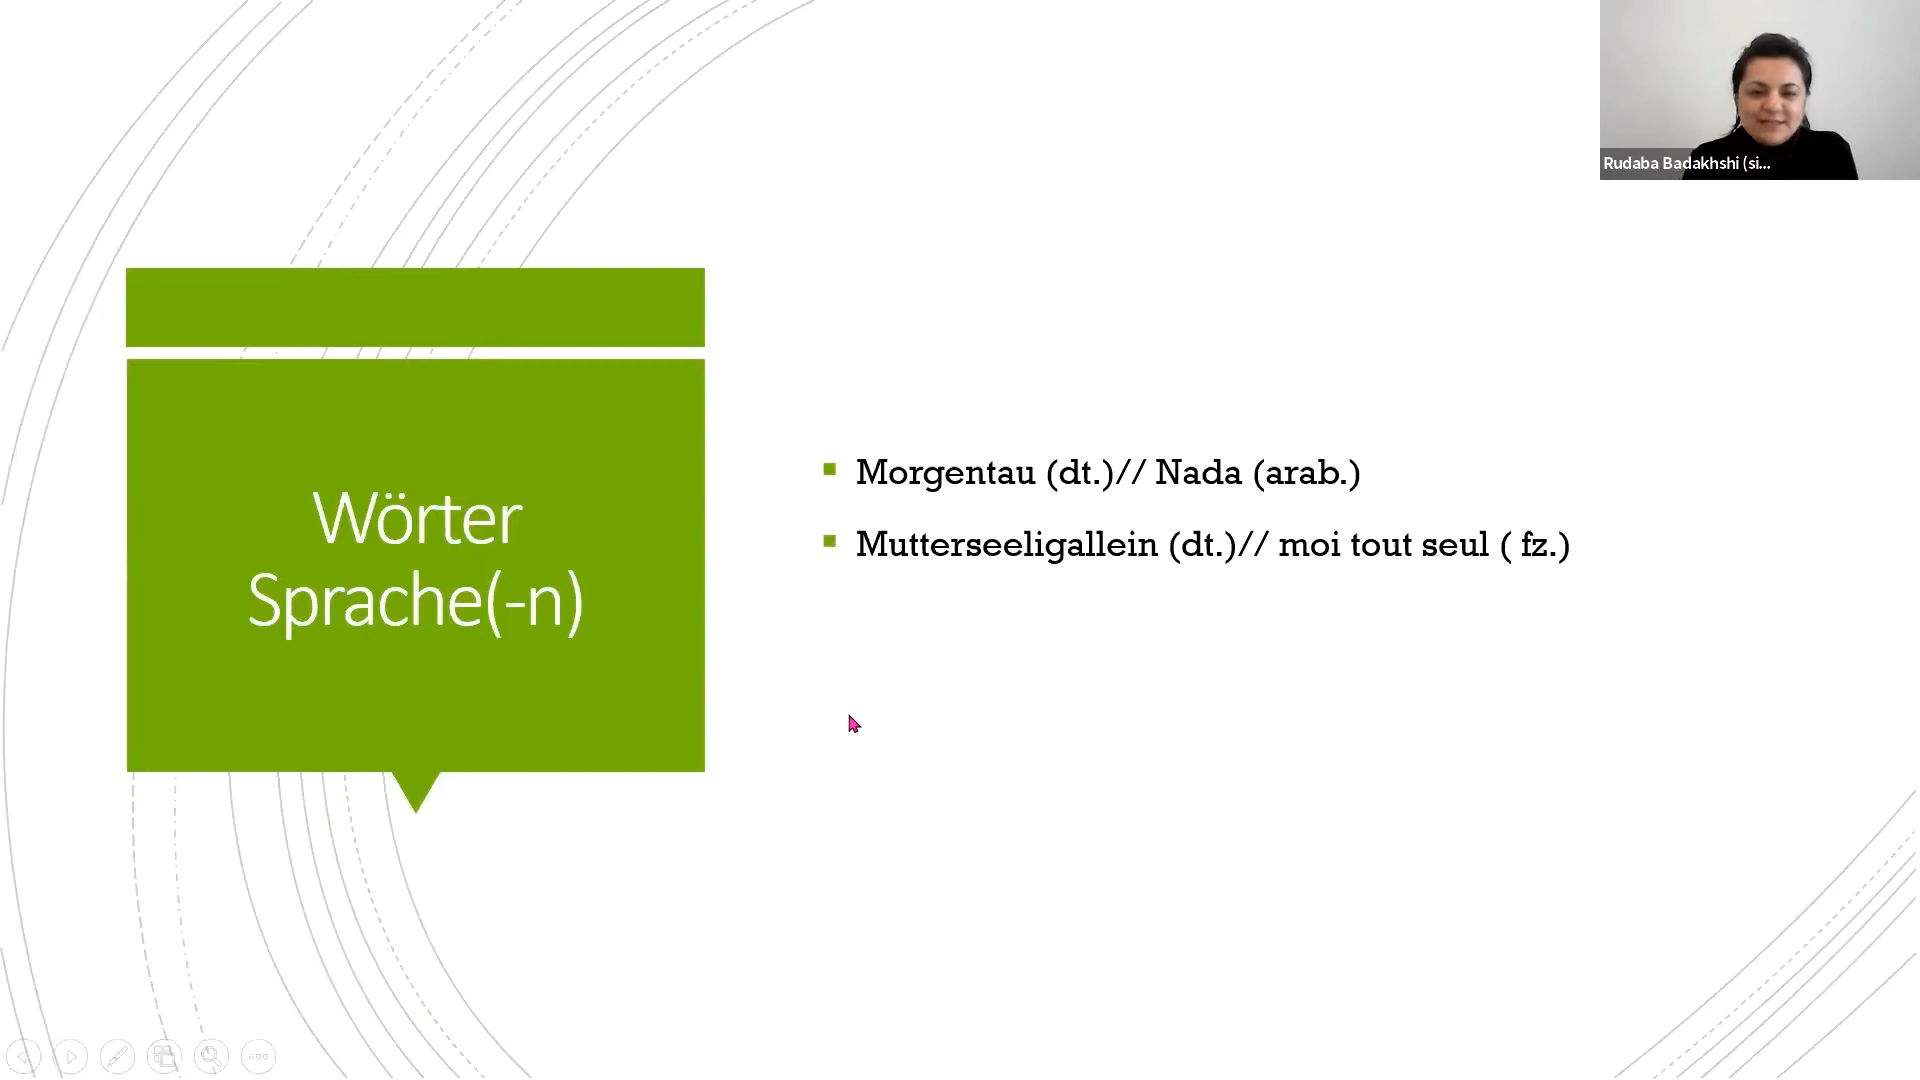 Rudaba Badakhshi (si...
Wörter
Sprache(-n)
Morgentau (dt.)// Nada (arab.)
Mutterseeligallein (dt.)// moi tout seul ( fz.)